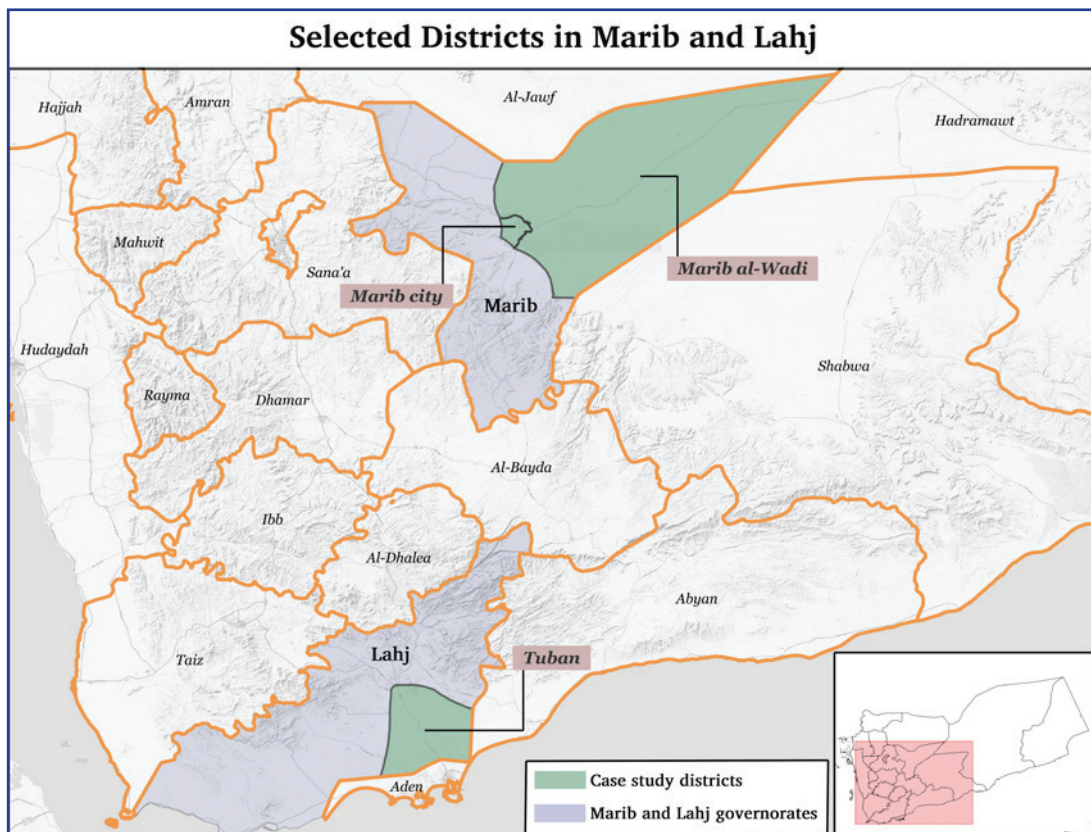 Selected Districts in Marib and Lahj
Hajjah
Amran
Al-Jawf
Hadramawt
Mahwit
Sana'a
Marib city
Marib al-Wadi
Marib
Hudaydah
Shabwa
Rayma
Dhamar
Al-Bayda
Ibb
Al-Dhalea
Abyan
Taiz
Lahj
Tuban
Aden
Case study districts
Marib and Lahj governorates